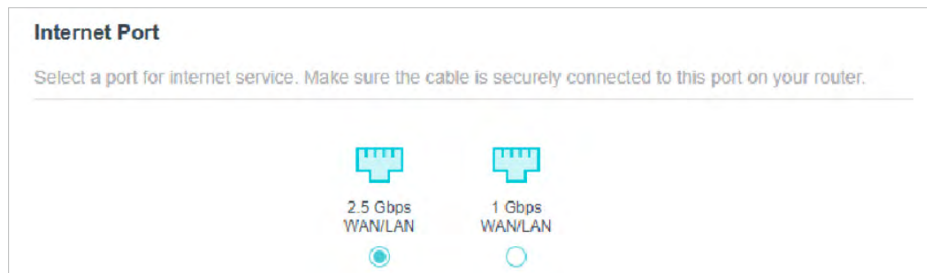 Internet Port
Select a port for internet service. Make sure the cable is securely connected to this port on your router.
2.5 Gbps
WAN/LAN
1 Gbps
WAN/LAN